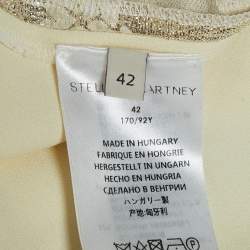 42
STELLA McCARTNEY
42
170/92Y
MADE IN HUNGARY
FABRIQUE EN HONGRIE
HERGESTELLT IN UNGARN
HECHO EN HUNGRIA
СДЕЛАНО В ВЕНГРИИ
ハンガリー製
产地:匈牙利